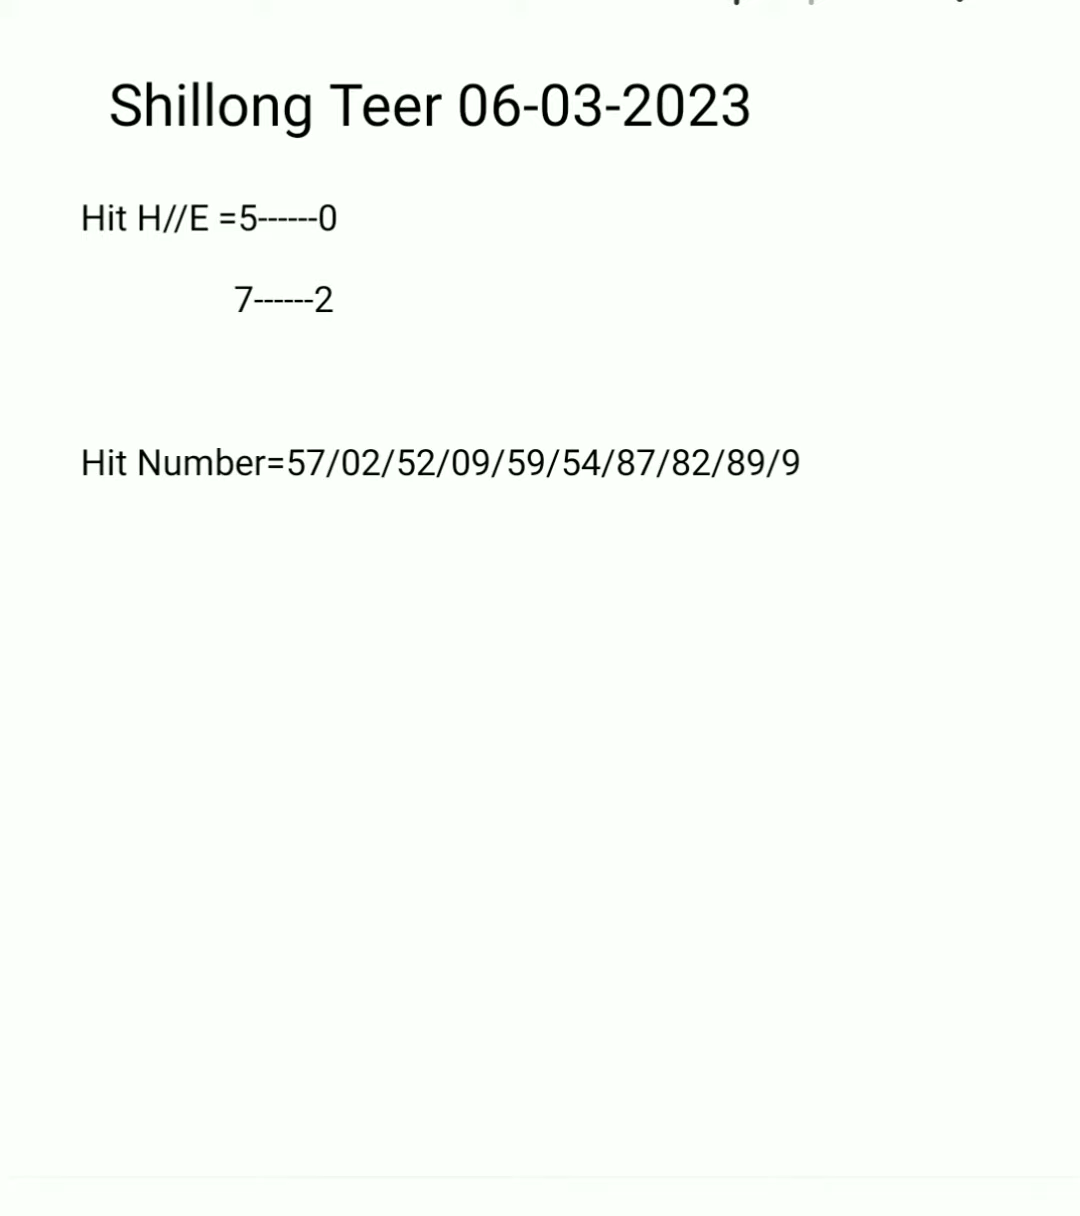 Shillong Teer 06-03-2023
Hit H//E =5------0
7------2
Hit Number=57/02/52/09/59/54/87/82/89/9